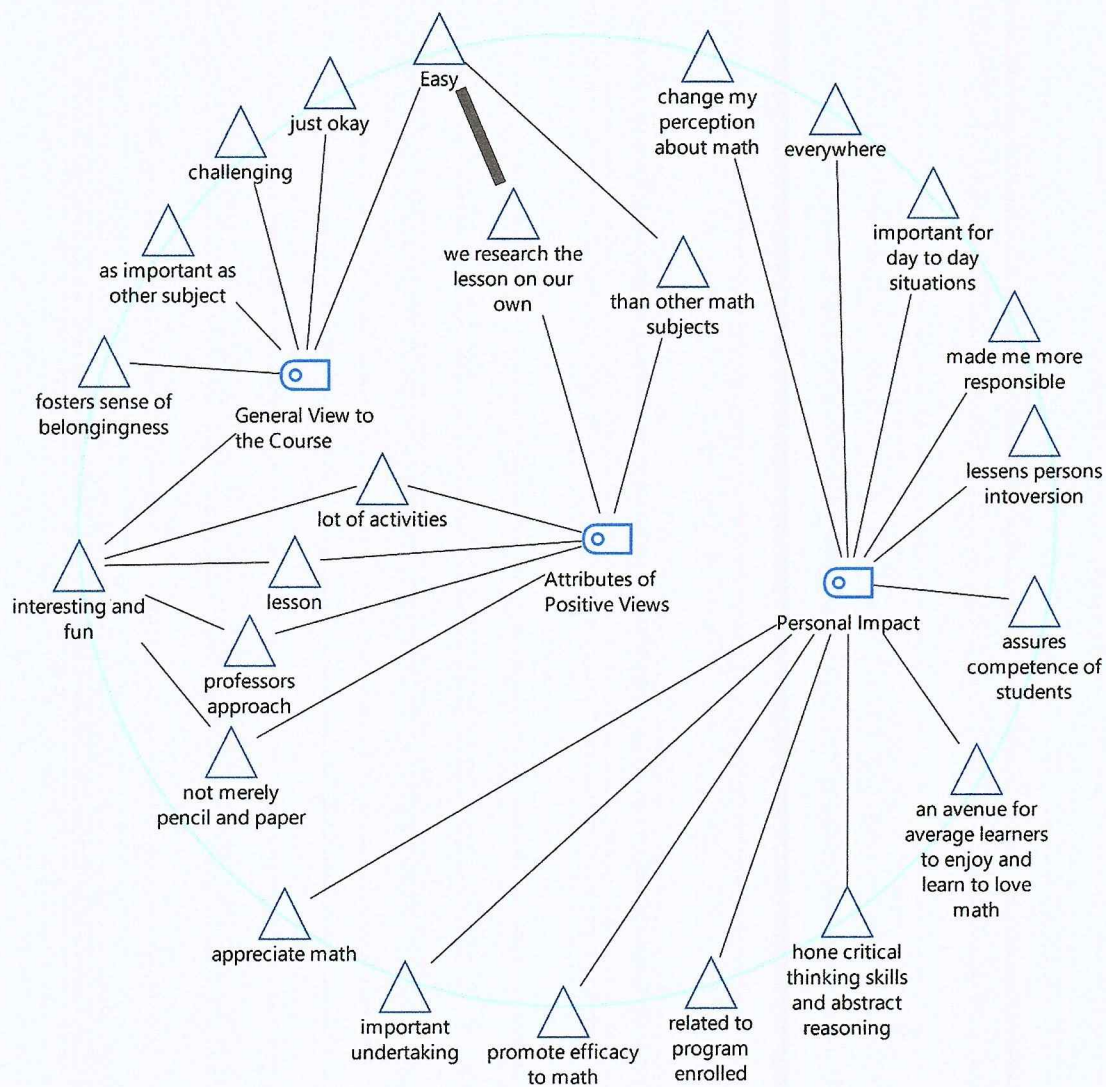 Easy
just okay
challenging
change my
perception
about math
everywhere
as important as
other subject
we research the
lesson on our
own
than other math
subjects
important for
day to day
situations
made me more
responsible
fosters sense of
belongingness
General View to
the Course
lessens persons
intoversion
lot of activities
interesting and
fun
lesson
Attributes of
Positive Views
Personal Impact
assures
competence of
students
professors
approach
not merely
pencil and paper
an avenue for
average learners
to enjoy and
learn to love
math
appreciate math
important
undertaking
promote efficacy
to math
related to
program
enrolled
hone critical
thinking skills
and abstract
reasoning